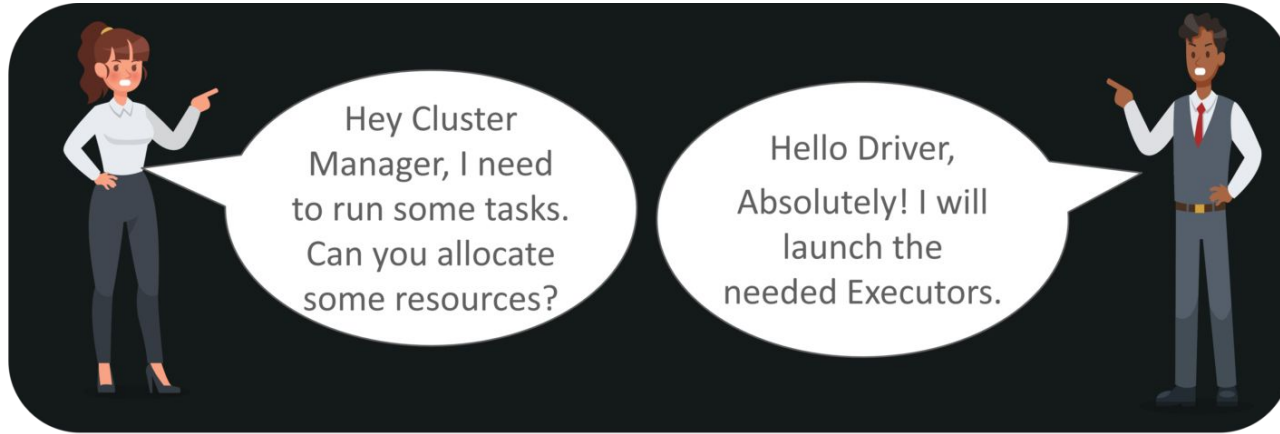 Hey Cluster
Manager, I need
to run some tasks.
Can you allocate
some resources?
Hello Driver,
Absolutely! I will
launch the
needed Executors.